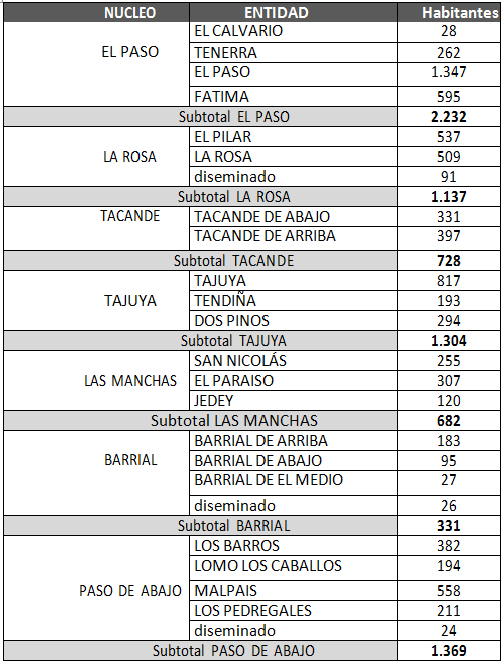 NUCLEO ENTIDAD Habitantes
EL CALVARIO 28
EL PASO TENERRA 262
EL PASO 1.347
FATIMA 595
Subtotal EL PASO 2.232
EL PILAR 537
LA ROSA LA ROSA 509
diseminado 91
Subtotal LA ROSA 1.137
TACANDE TACANDE DE ABAJO 331
TACANDE DE ARRIBA 397
Subtotal TACANDE 728
TAJUYA 817
TAJUYA TENDIÑA 193
DOS PINOS 294
Subtotal TAJUYA 1.304
SAN NICOLÁS 255
LAS MANCHAS EL PARAISO 307
JEDEY 120
Subtotal LAS MANCHAS 682
BARRIAL DE ARRIBA 183
BARRIAL BARRIAL DE ABAJO 95
BARRIAL DE EL MEDIO 27
diseminado 26
Subtotal BARRIAL 331
LOS BARROS 382
LOMO LOS CABALLOS 194
PASO DE ABAJO MALPAIS 558
LOS PEDREGALES 211
diseminado 24
Subtotal PASO DE ABAJO 1.369